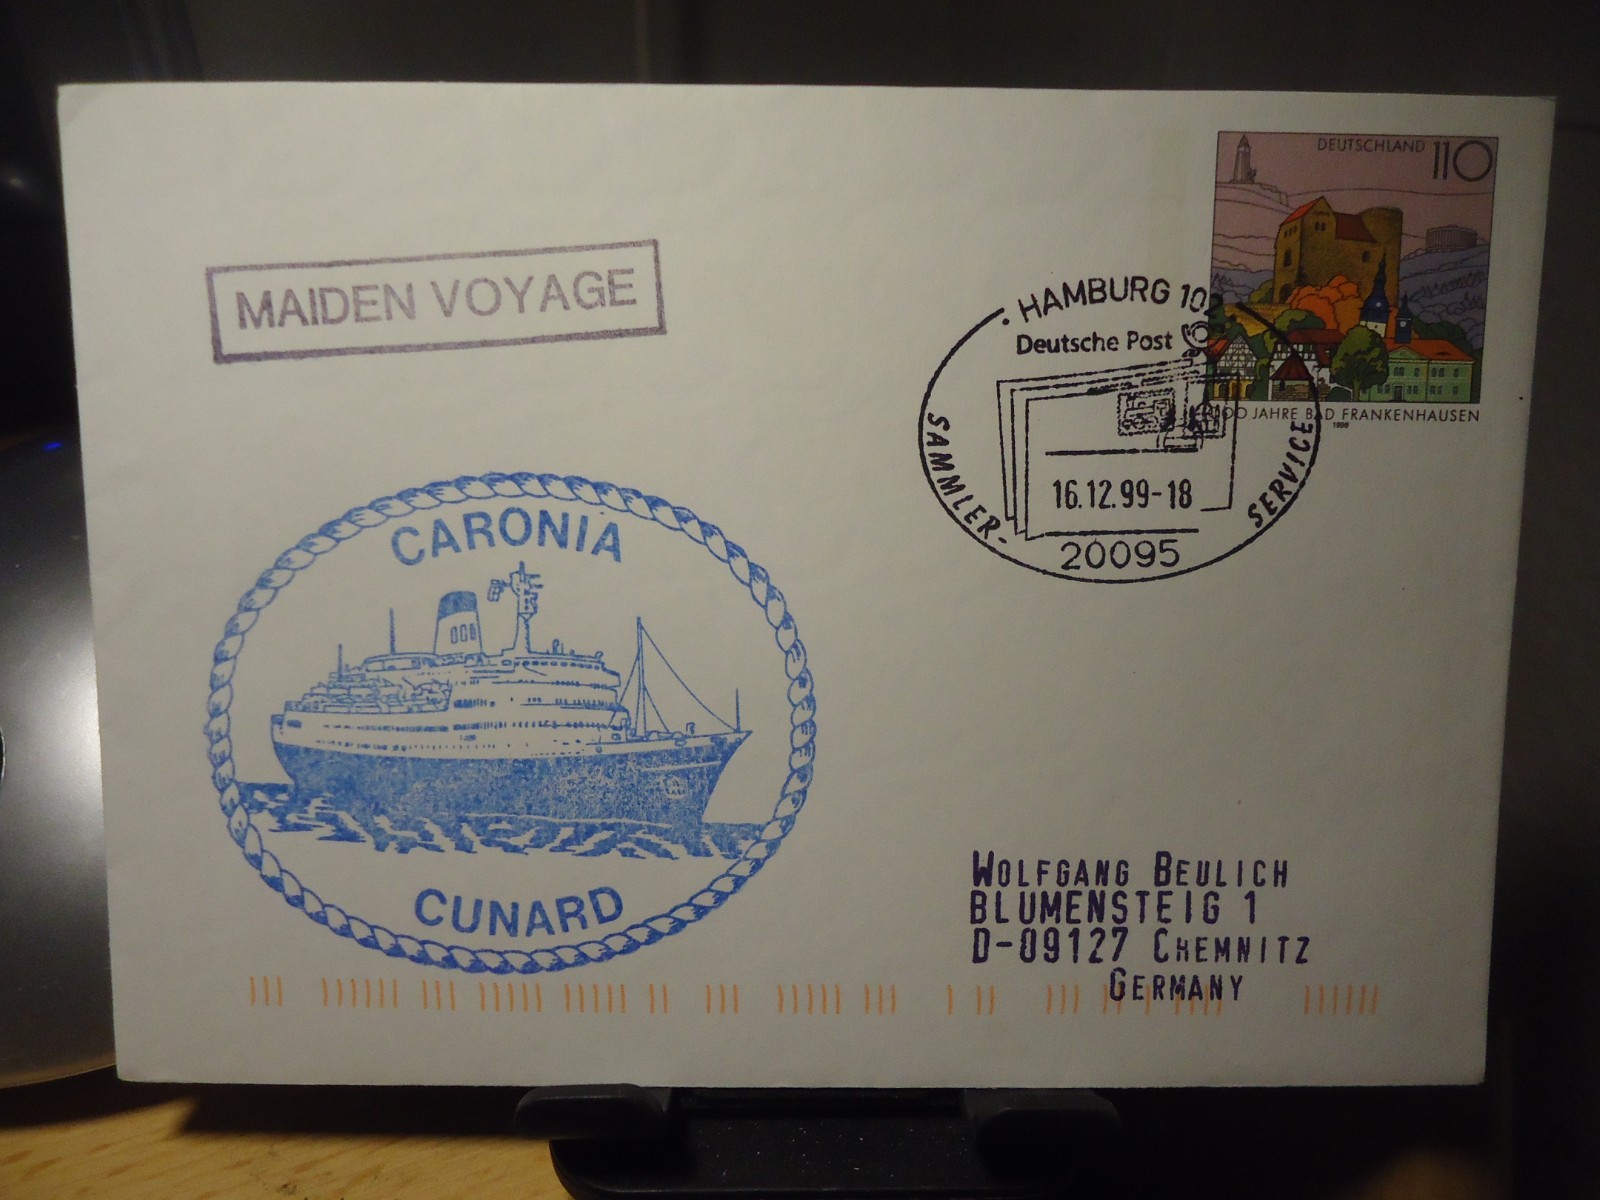 DEUTSCHLAND 110
MAIDEN VOYAGE
HAMBURG
Deutsche Post
JAHRE BAD FRANKENHAUSEN
1998
SAMMLER-
SERVICE
16.12.99-18
20095
CARONIA
CUNARD
WOLFGANG BEULICH
BLUMENSTEIG 1
D-09127 CHEMNITZ
GERMANY